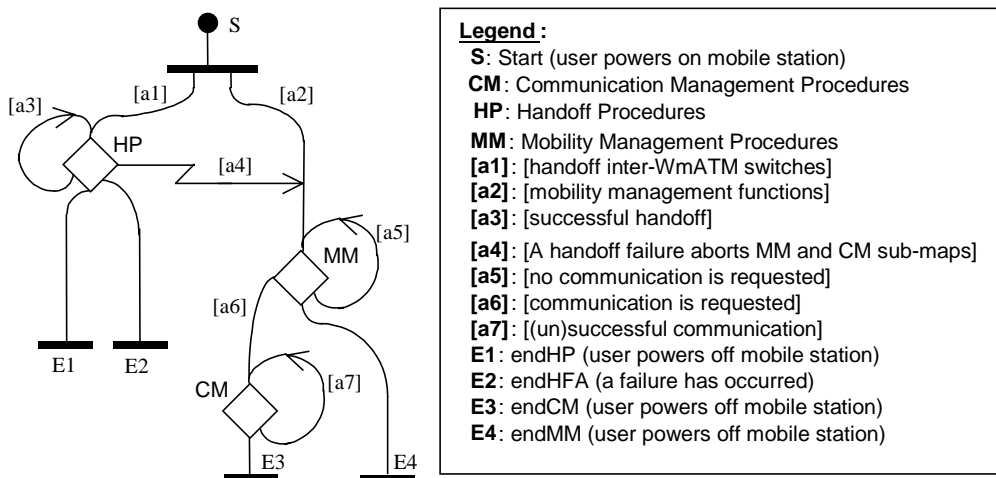 S
[a1]
[a2]
[a3]
HP
[a4]
[a5]
MM
[a6]
E1
E2
[a7]
CM
E3
E4
Legend :
S: Start (user powers on mobile station)
CM: Communication Management Procedures
HP: Handoff Procedures
MM: Mobility Management Procedures
[a1]: [handoff inter-WmATM switches]
[a2]: [mobility management functions]
[a3]: [successful handoff]
[a4]: [A handoff failure aborts MM and CM sub-maps]
[a5]: [no communication is requested]
[a6]: [communication is requested]
[a7]: [(un)successful communication]
E1: endHP (user powers off mobile station)
E2: endHFA (a failure has occurred)
E3: endCM (user powers off mobile station)
E4: endMM (user powers off mobile station)